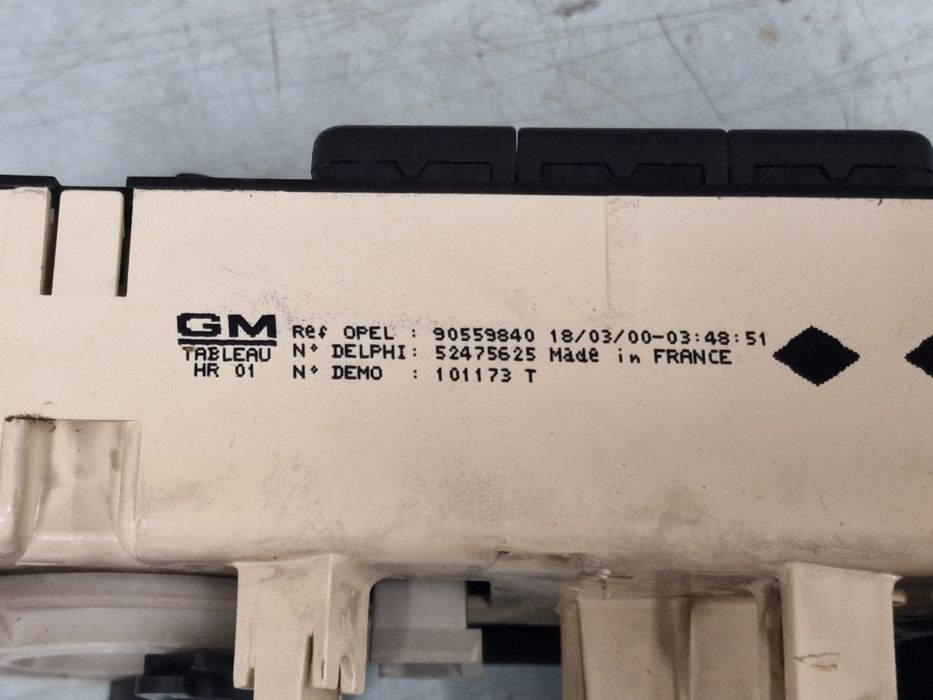 GM
TABLEAU
HR 01
Ref OPEL : 90559840 18/03/00-03:48:51
N° DELPHI: 52475625 Made in FRANCE
N° DEMO : 101173 T